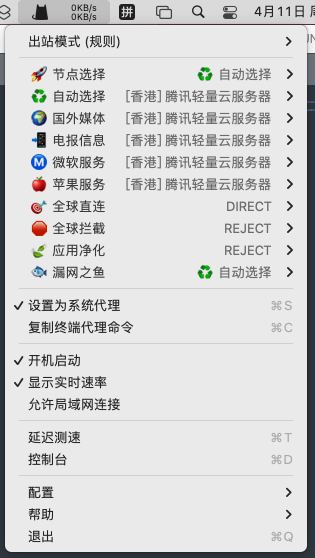 0KB/s
0KB/s
拼
4月11日
出站模式 (规则)
节点选择 自动选择
自动选择 [香港] 腾讯轻量云服务器
国外媒体 [香港] 腾讯轻量云服务器
电报信息 [香港] 腾讯轻量云服务器
微软服务 [香港] 腾讯轻量云服务器
苹果服务 [香港] 腾讯轻量云服务器
全球直连 DIRECT
全球拦截 REJECT
应用净化 REJECT
漏网之鱼 自动选择
设置为系统代理 ⌘S
复制终端代理命令 ⌘C
开机启动
显示实时速率
允许局域网连接
延迟测速 ⌘T
控制台 ⌘D
配置
帮助
退出 ⌘Q